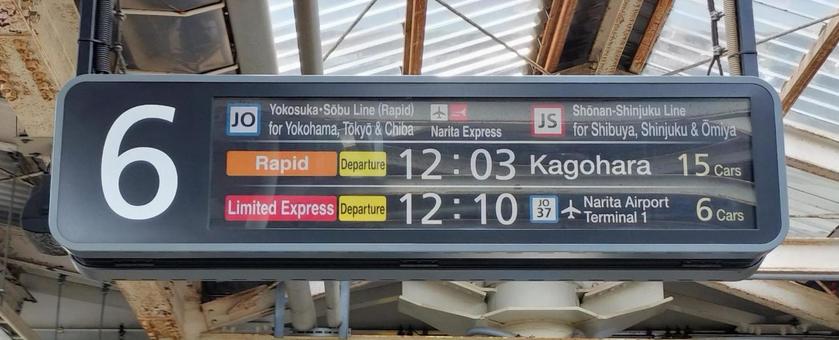 6
JO Yokosuka・Sōbu Line (Rapid) for Yokohama, Tōkyō & Chiba
Narita Express
JS Shōnan-Shinjuku Line for Shibuya, Shinjuku & Ōmiya
Rapid Departure 12:03 Kagohara 15 Cars
Limited Express Departure 12:10 JO 37 Narita Airport Terminal 1 6 Cars